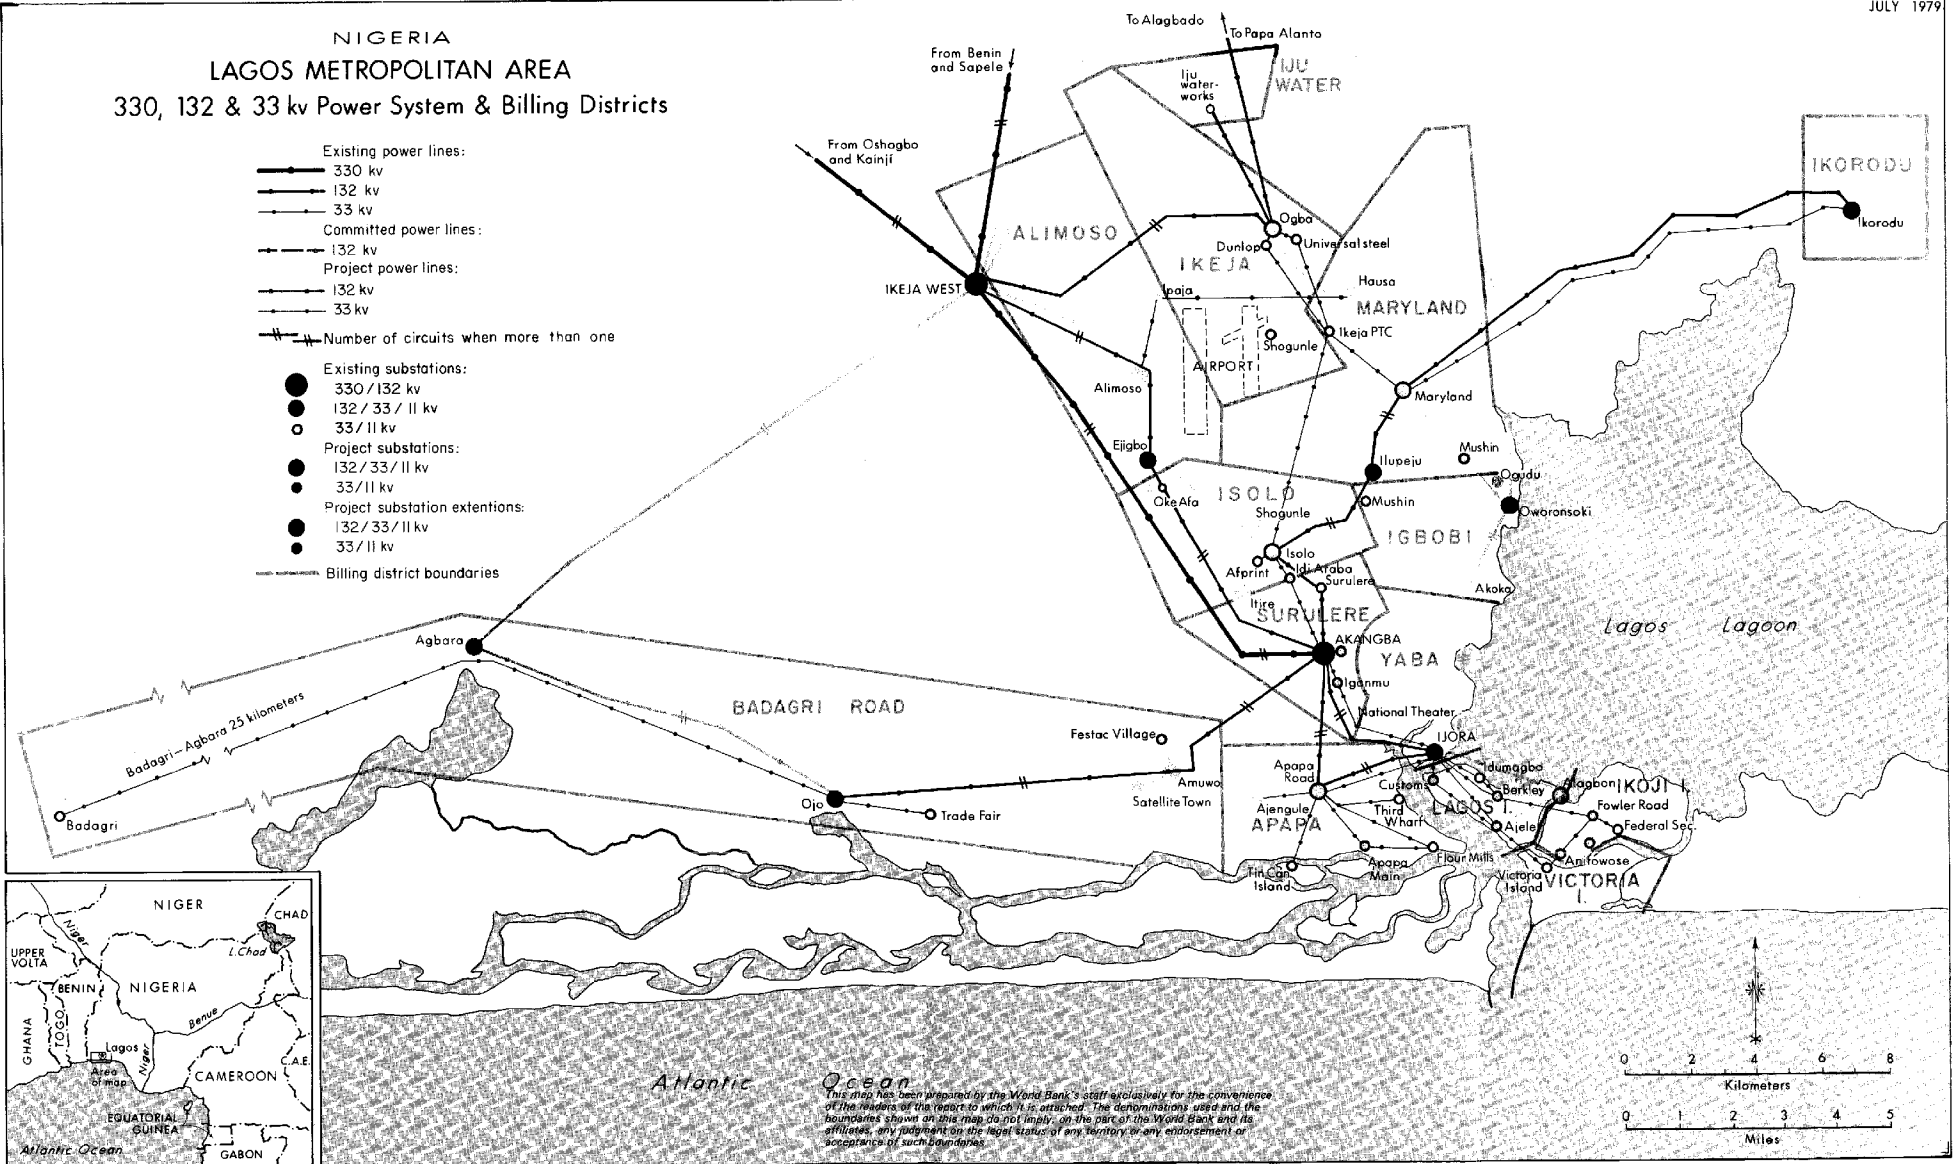 JULY 1979
NIGERIA
LAGOS METROPOLITAN AREA
330, 132 & 33 kv Power System & Billing Districts
Existing power lines:
330 kv
132 kv
33 kv
Committed power lines:
132 kv
Project power lines:
132 kv
33 kv
Number of circuits when more than one
Existing substations:
330/132 kv
132/33/11 kv
33/11 kv
Project substations:
132/33/11 kv
33/11 kv
Project substation extentions:
132/33/11 kv
33/11 kv
Billing district boundaries
To Alagbado
To Papa Alanto
From Benin
and Sapele
From Oshogbo
and Kainji
IJU
WATER
Iju
water-
works
IKORODU
Ikorodu
ALIMOSO
Ogba
Dunlop
Universal steel
IKEJA
IKEJA WEST
Ipaja
Hausa
MARYLAND
Ikeja PTC
Shogunle
AIRPORT
Alimoso
Maryland
Ejigbo
Ilupeju
Mushin
Ogudu
Oke Afa
ISOLO
Shogunle
Mushin
Oworonsoki
IGBOBI
Isolo
Afprint
Idi Araba
Surulere
Akoka
Itire
SURULERE
Lagos Lagoon
AKANGBA
YABA
Iganmu
National Theater
IJORA
Agbara
Badagri-Agbara 25 kilometers
BADAGRI ROAD
Festac Village
Amuwo
Satellite Town
Ojo
Trade Fair
Badagri
Apapa
Road
Ajengule
APAPA
Customs
Third
Wharf
Idumagbo
Berkley
LAGOS I.
Ajele
Alagbon
IKOJI I.
Fowler Road
Federal Sec.
Anifowose
Victoria
Island
VICTORIA
I.
Flour Mills
Apapa
Main
Tin Can
Island
NIGER
CHAD
Niger
L. Chad
UPPER
VOLTA
BENIN
NIGERIA
GHANA
TOGO
Benue
Lagos
Area
of map
Niger
CAMEROON
C.A.E.
EQUATORIAL
GUINEA
GABON
Atlantic Ocean
Atlantic Ocean
This map has been prepared by the World Bank's staff exclusively for the convenience
of the readers of the report to which it is attached. The denominations used and the
boundaries shown on this map do not imply, on the part of the World Bank and its
affiliates, any judgment on the legal status of any territory or any endorsement or
acceptance of such boundaries.
0 2 4 6 8
Kilometers
0 1 2 3 4 5
Miles